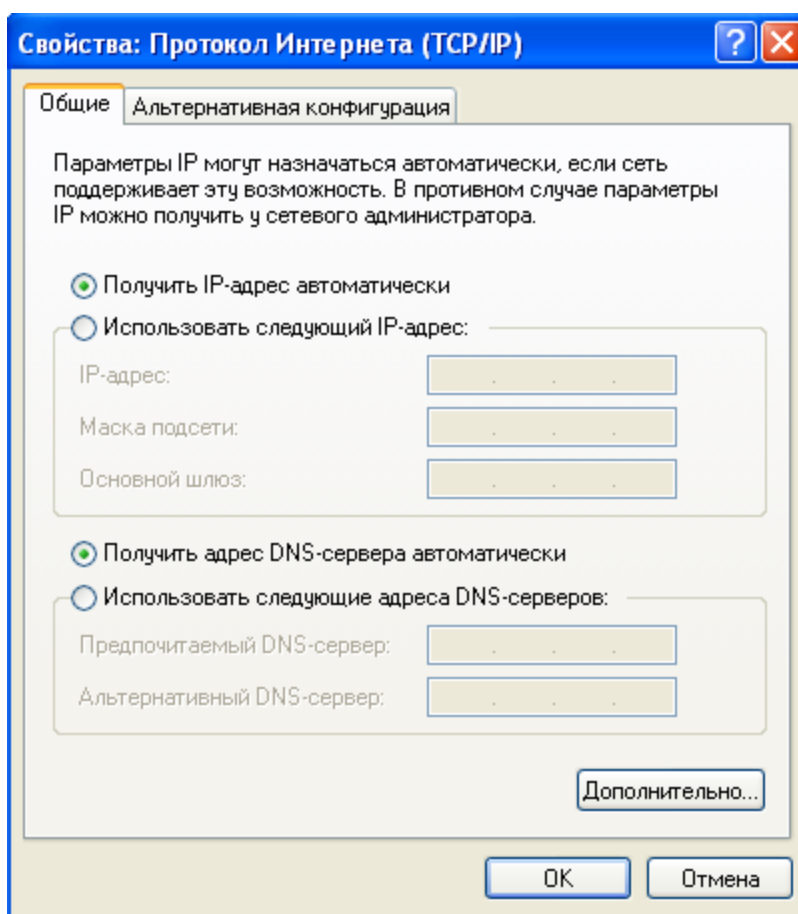 Свойства: Протокол Интернета (TCP/IP)
Общие
Альтернативная конфигурация
Параметры IP могут назначаться автоматически, если сеть
поддерживает эту возможность. В противном случае параметры
IP можно получить у сетевого администратора.
Получить IP-адрес автоматически
Использовать следующий IP-адрес:
IP-адрес:
Маска подсети:
Основной шлюз:
Получить адрес DNS-сервера автоматически
Использовать следующие адреса DNS-серверов:
Предпочитаемый DNS-сервер:
Альтернативный DNS-сервер:
Дополнительно...
OK
Отмена